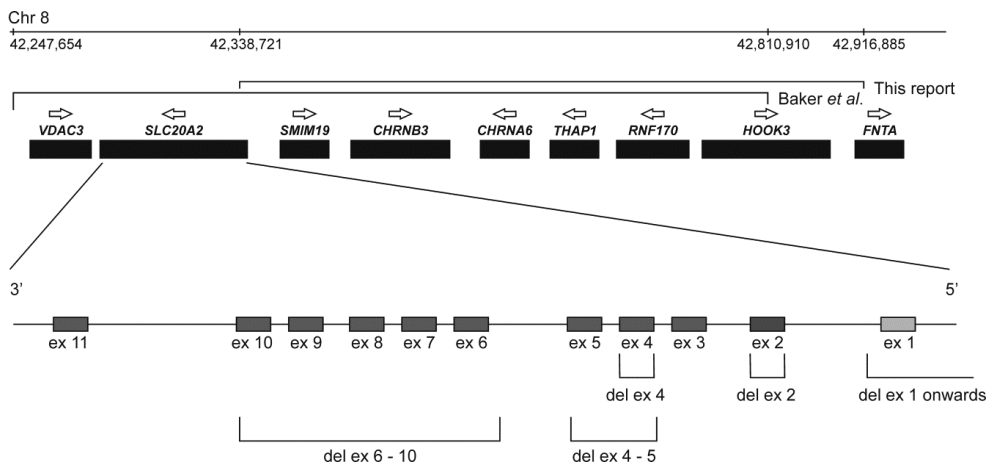 Chr 8
42,247,654 42,338,721 42,810,910 42,916,885
This report
Baker et al.
VDAC3 SLC20A2 SMIM19 CHRNB3 CHRNA6 THAP1 RNF170 HOOK3 FNTA
3’ 5’
ex 11 ex 10 ex 9 ex 8 ex 7 ex 6 ex 5 ex 4 ex 3 ex 2 ex 1
del ex 4 del ex 2 del ex 1 onwards
del ex 6 - 10 del ex 4 - 5